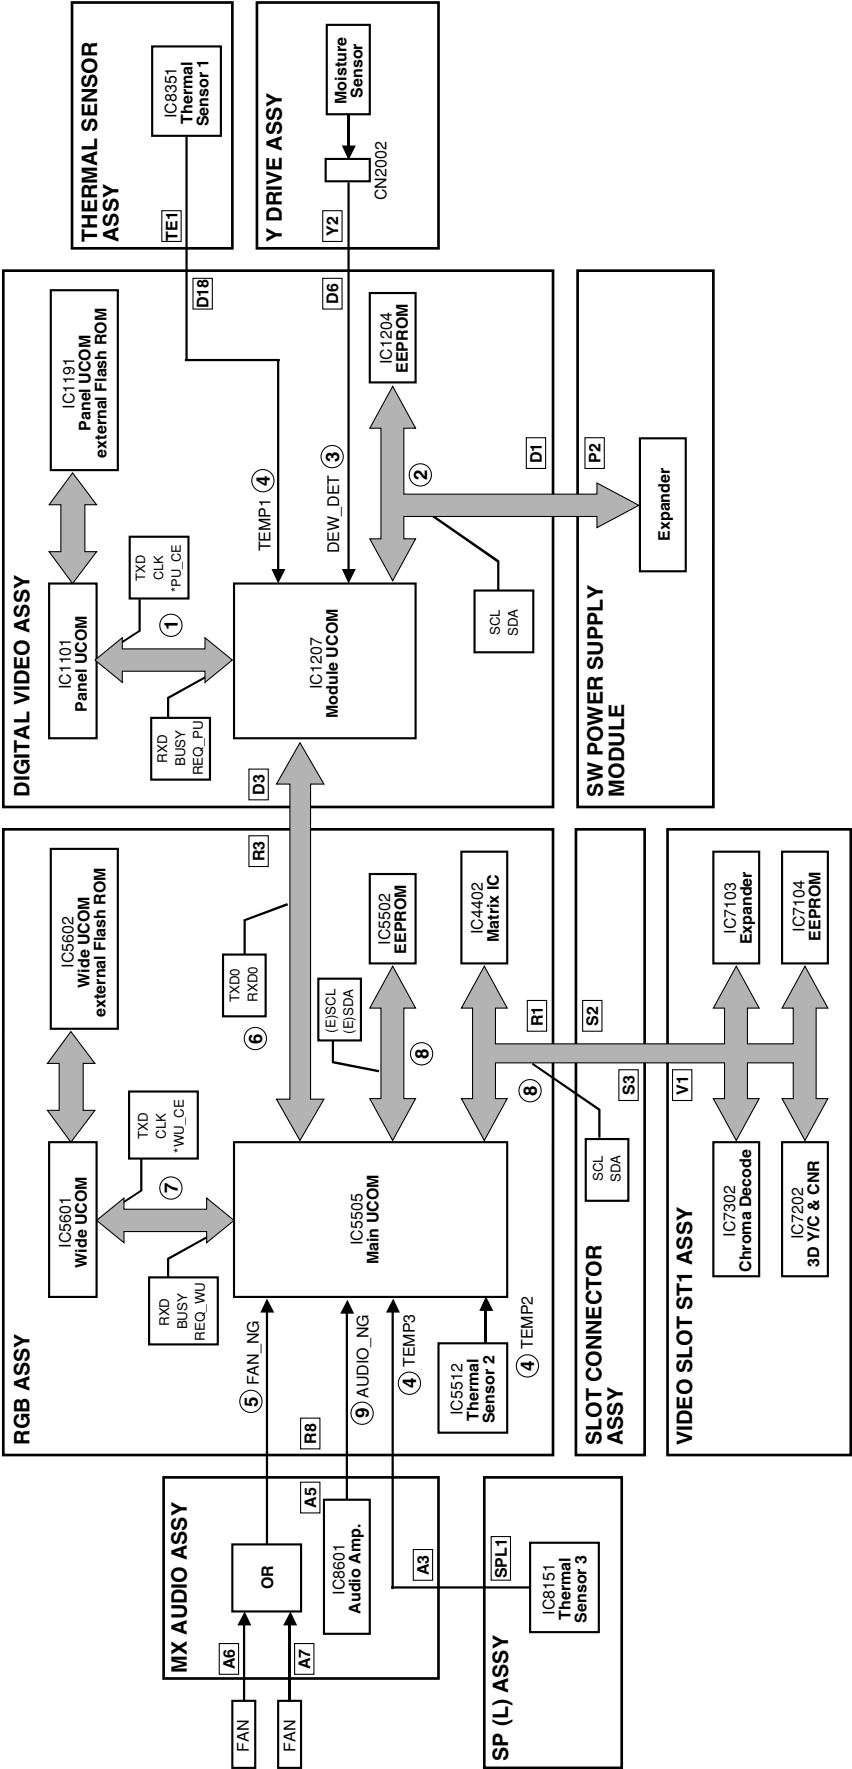 FAN
FAN
A6
A7
MX AUDIO ASSY
OR
IC8601
Audio Amp.
A5
A3
SP (L) ASSY
SPL1
IC8151
Thermal
Sensor 3
RGB ASSY
R8
5 FAN_NG
9 AUDIO_NG
4 TEMP3
IC5512
Thermal
Sensor 2
4 TEMP2
IC5601
Wide UCOM
RXD
BUSY
REQ_WU
7
TXD
CLK
*WU_CE
IC5602
Wide UCOM
external Flash ROM
IC5505
Main UCOM
6
TXD0
RXD0
(E)SCL
(E)SDA
8
IC5502
EEPROM
IC4402
Matrix IC
8
R1
R3
SLOT CONNECTOR
ASSY
SCL
SDA
S3
S2
VIDEO SLOT ST1 ASSY
V1
IC7302
Chroma Decode
IC7202
3D Y/C & CNR
IC7103
Expander
IC7104
EEPROM
DIGITAL VIDEO ASSY
D3
IC1101
Panel UCOM
RXD
BUSY
REQ_PU
1
TXD
CLK
*PU_CE
IC1191
Panel UCOM
external Flash ROM
IC1207
Module UCOM
TEMP1 4
DEW_DET 3
2
SCL
SDA
IC1204
EEPROM
D18
D6
D1
SW POWER SUPPLY
MODULE
P2
Expander
THERMAL SENSOR
ASSY
TE1
IC8351
Thermal
Sensor 1
Y DRIVE ASSY
Y2
CN2002
Moisture
Sensor